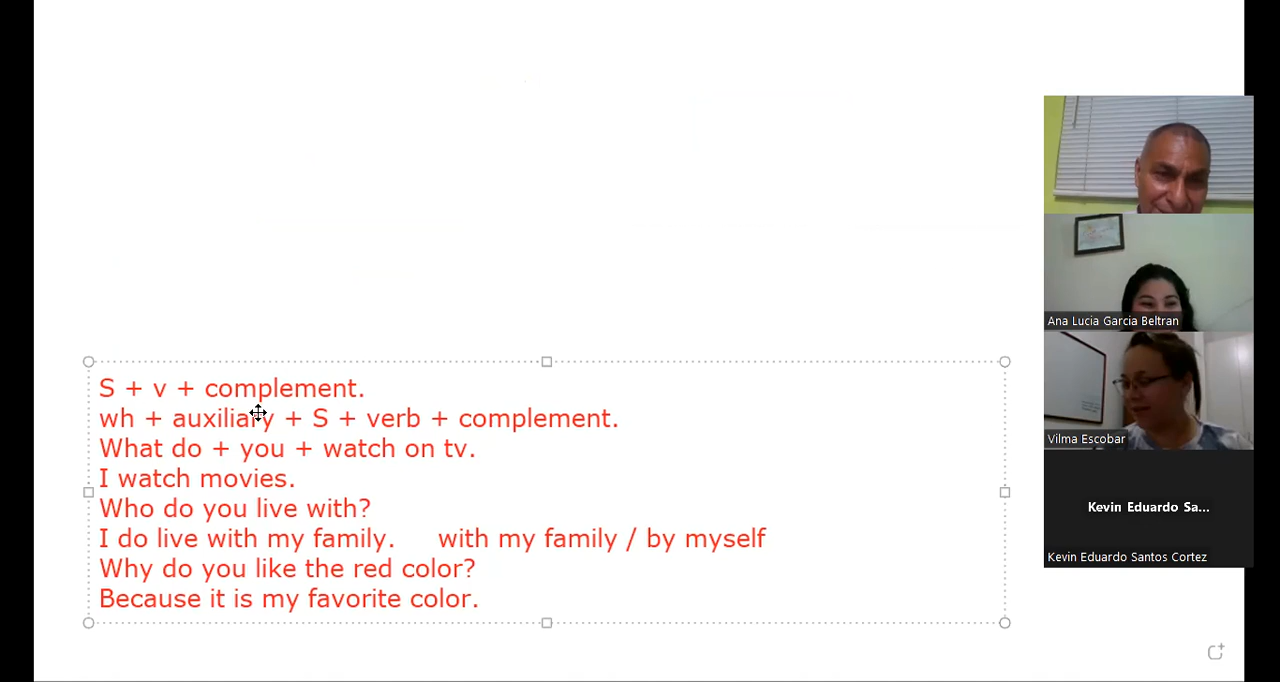 S + v + complement.
wh + auxiliary + S + verb + complement.
What do + you + watch on tv.
I watch movies.
Who do you live with?
I do live with my family. with my family / by myself
Why do you like the red color?
Because it is my favorite color.
Ana Lucia Garcia Beltran
Vilma Escobar
Kevin Eduardo Sa...
Kevin Eduardo Santos Cortez